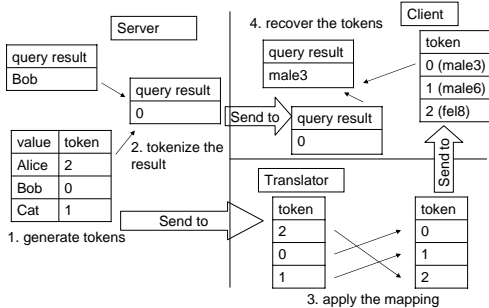 Server
4. recover the tokens
Client
query result
Bob
query result
0
Send to
query result
male3
query result
0
token
0 (male3)
1 (male6)
2 (fel8)
value token
Alice 2
Bob 0
Cat 1
2. tokenize the
result
1. generate tokens
Send to
Translator
token
2
0
1
token
0
1
2
Send to
3. apply the mapping